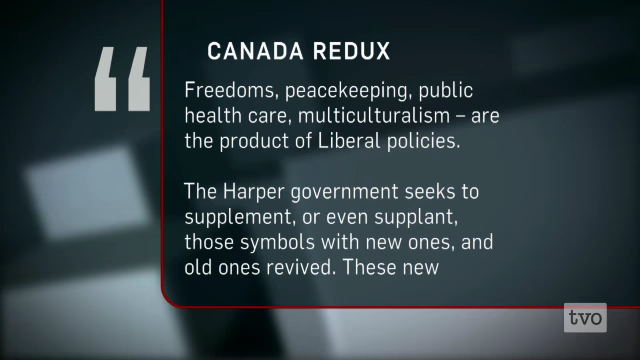 “
CANADA REDUX
Freedoms, peacekeeping, public
health care, multiculturalism – are
the product of Liberal policies.
The Harper government seeks to
supplement, or even supplant,
those symbols with new ones, and
old ones revived. These new
tvo